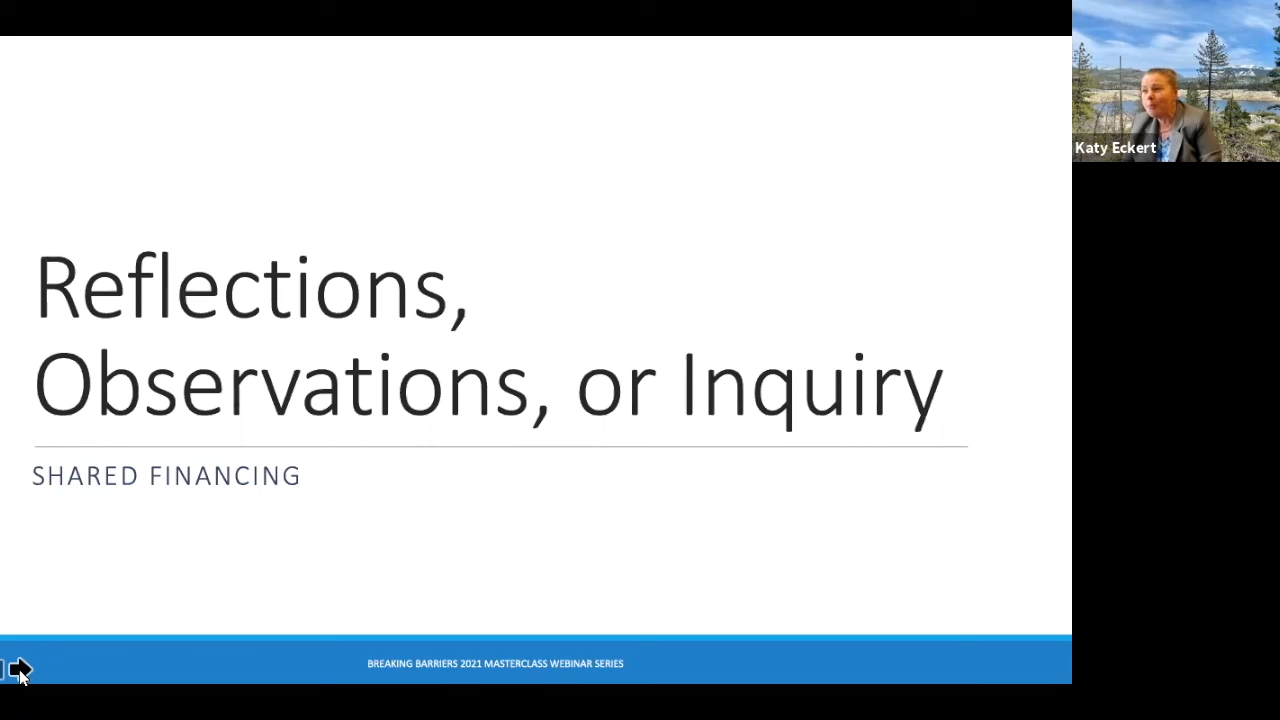 Katy Eckert
Reflections,
Observations, or Inquiry
SHARED FINANCING
BREAKING BARRIERS 2021 MASTERCLASS WEBINAR SERIES